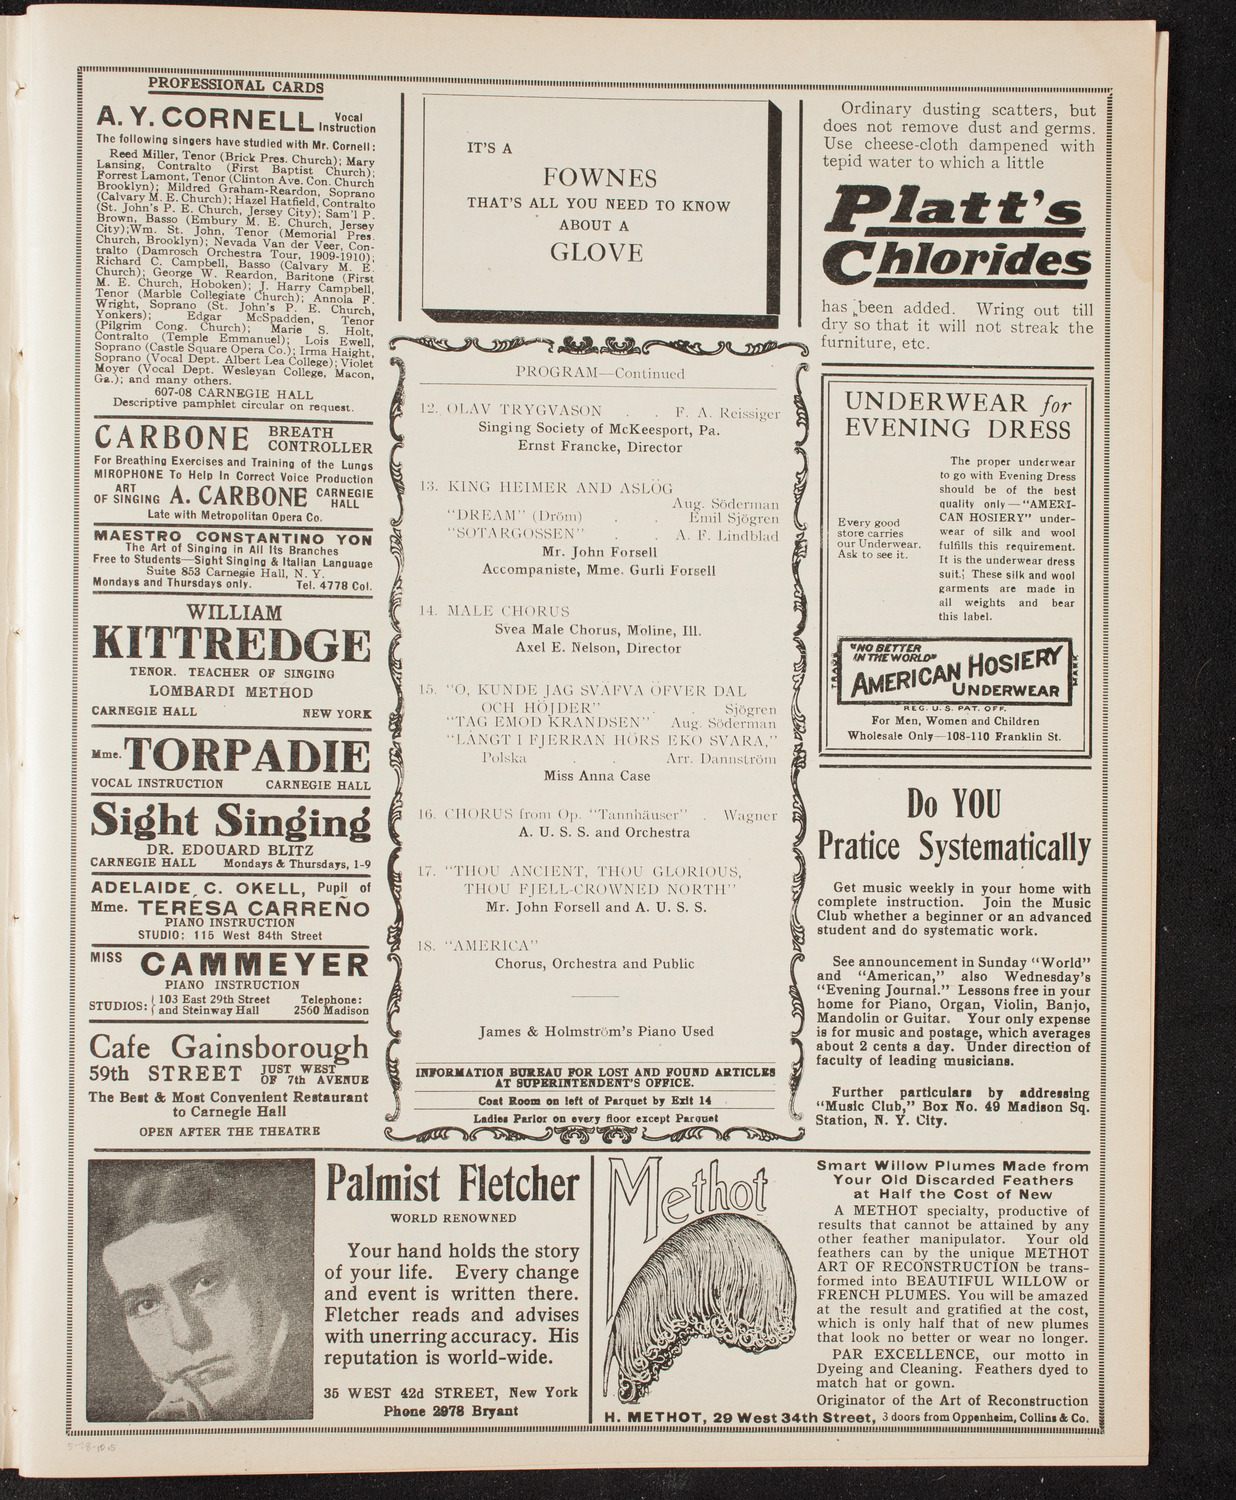 PROFESSIONAL CARDS
A. Y. CORNELL Vocal Instruction
The following singers have studied with Mr. Cornell:
Reed Miller, Tenor (Brick Pres. Church); Mary
Lansing, Contralto (First Baptist Church);
Forrest Lamont, Tenor (Clinton Ave. Con. Church
Brooklyn); Mildred Graham-Reardon, Soprano
(Calvary M. E. Church); Hazel Hatfield, Contralto
(St. John's P. E. Church, Jersey City); Sam'l P.
Brown, Basso (Embury M. E. Church, Jersey
City); Wm. St. John, Tenor (Memorial Pres.
Church, Brooklyn); Nevada Van der Veer, Con-
tralto (Damrosch Orchestra Tour, 1909-1910);
Richard C. Campbell, Basso (Calvary M. E.
Church); George W. Reardon, Baritone (First
M. E. Church, Hoboken); J. Harry Campbell,
Tenor (Marble Collegiate Church); Annola F.
Wright, Soprano (St. John's P. E. Church,
Yonkers); Edgar McSpadden, Tenor
(Pilgrim Cong. Church); Marie S. Holt,
Contralto (Temple Emmanuel); Lois Ewell,
Soprano (Castle Square Opera Co.); Irma Haight,
Soprano (Vocal Dept. Albert Lea College); Violet
Moyer (Vocal Dept. Wesleyan College, Macon,
Ga.); and many others.
607-08 CARNEGIE HALL
Descriptive pamphlet circular on request.
CARBONE BREATH CONTROLLER
For Breathing Exercises and Training of the Lungs
MIROPHONE To Help In Correct Voice Production
ART OF SINGING A. CARBONE CARNEGIE HALL
Late with Metropolitan Opera Co.
MAESTRO CONSTANTINO YON
The Art of Singing in All Its Branches
Free to Students—Sight Singing & Italian Language
Suite 853 Carnegie Hall, N. Y.
Mondays and Thursdays only. Tel. 4778 Col.
WILLIAM
KITTREDGE
TENOR. TEACHER OF SINGING
LOMBARDI METHOD
CARNEGIE HALL NEW YORK
Mme. TORPADIE
VOCAL INSTRUCTION CARNEGIE HALL
Sight Singing
DR. EDOUARD BLITZ
CARNEGIE HALL Mondays & Thursdays, 1-9
ADELAIDE C. OKELL, Pupil of
Mme. TERESA CARREÑO
PIANO INSTRUCTION
STUDIO: 115 West 84th Street
MISS CAMMEYER
PIANO INSTRUCTION
STUDIOS: 103 East 29th Street Telephone:
and Steinway Hall 2560 Madison
Cafe Gainsborough
59th STREET JUST WEST OF 7th AVENUE
The Best & Most Convenient Restaurant
to Carnegie Hall
OPEN AFTER THE THEATRE
IT'S A
FOWNES
THAT'S ALL YOU NEED TO KNOW
ABOUT A
GLOVE
PROGRAM—Continued
12. OLAV TRYGVASON . . F. A. Reissiger
Singing Society of McKeesport, Pa.
Ernst Francke, Director
13. KING HEIMER AND ASLÖG
Aug. Söderman
"DREAM" (Dröm) . . Emil Sjögren
"SOTARGOSSEN" . . A. F. Lindblad
Mr. John Forsell
Accompaniste, Mme. Gurli Forsell
14. MALE CHORUS
Svea Male Chorus, Moline, Ill.
Axel E. Nelson, Director
15. "O, KUNDE JAG SVÄFVA ÖFVER DAL
OCH HÖJDER" . . Sjögren
"TAG EMOD KRANDSEN" Aug. Söderman
"LÅNGT I FJERRAN HÖRS EKO SVARA,"
Polska . . Arr. Dannström
Miss Anna Case
16. CHORUS from Op. "Tannhäuser" . Wagner
A. U. S. S. and Orchestra
17. "THOU ANCIENT, THOU GLORIOUS,
THOU FJELL-CROWNED NORTH"
Mr. John Forsell and A. U. S. S.
18. "AMERICA"
Chorus, Orchestra and Public
James & Holmström's Piano Used
INFORMATION BUREAU FOR LOST AND FOUND ARTICLES
AT SUPERINTENDENT'S OFFICE.
Coat Room on left of Parquet by Exit 14
Ladies Parlor on every floor except Parquet
Ordinary dusting scatters, but
does not remove dust and germs.
Use cheese-cloth dampened with
tepid water to which a little
Platt's
Chlorides
has been added. Wring out till
dry so that it will not streak the
furniture, etc.
UNDERWEAR for
EVENING DRESS
Every good
store carries
our Underwear.
Ask to see it.
The proper underwear
to go with Evening Dress
should be of the best
quality only—"AMERI-
CAN HOSIERY" under-
wear of silk and wool
fulfills this requirement.
It is the underwear dress
suit. These silk and wool
garments are made in
all weights and bear
this label.
TRADE MARK
"NO BETTER
IN THE WORLD"
AMERICAN HOSIERY
UNDERWEAR
REG. U. S. PAT. OFF.
For Men, Women and Children
Wholesale Only—108-110 Franklin St.
Do YOU
Pratice Systematically
Get music weekly in your home with
complete instruction. Join the Music
Club whether a beginner or an advanced
student and do systematic work.
See announcement in Sunday "World"
and "American," also Wednesday's
"Evening Journal." Lessons free in your
home for Piano, Organ, Violin, Banjo,
Mandolin or Guitar. Your only expense
is for music and postage, which averages
about 2 cents a day. Under direction of
faculty of leading musicians.
Further particulars by addressing
"Music Club," Box No. 49 Madison Sq.
Station, N. Y. City.
Palmist Fletcher
WORLD RENOWNED
Your hand holds the story
of your life. Every change
and event is written there.
Fletcher reads and advises
with unerring accuracy. His
reputation is world-wide.
35 WEST 42d STREET, New York
Phone 2978 Bryant
Methot
Smart Willow Plumes Made from
Your Old Discarded Feathers
at Half the Cost of New
A METHOT specialty, productive of
results that cannot be attained by any
other feather manipulator. Your old
feathers can by the unique METHOT
ART OF RECONSTRUCTION be trans-
formed into BEAUTIFUL WILLOW or
FRENCH PLUMES. You will be amazed
at the result and gratified at the cost,
which is only half that of new plumes
that look no better or wear no longer.
PAR EXCELLENCE, our motto in
Dyeing and Cleaning. Feathers dyed to
match hat or gown.
Originator of the Art of Reconstruction
H. METHOT, 29 West 34th Street, 3 doors from Oppenheim, Collins & Co.